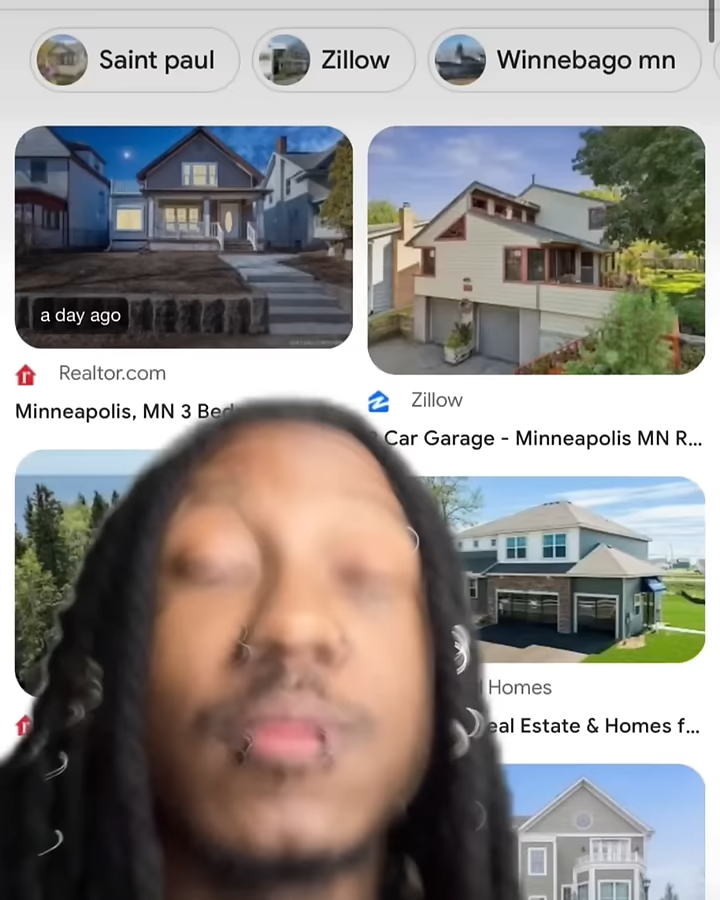 Saint paul
Zillow
Winnebago mn
a day ago
Realtor.com
Minneapolis, MN 3 Bed
Zillow
Car Garage - Minneapolis MN R...
Homes
eal Estate & Homes f...